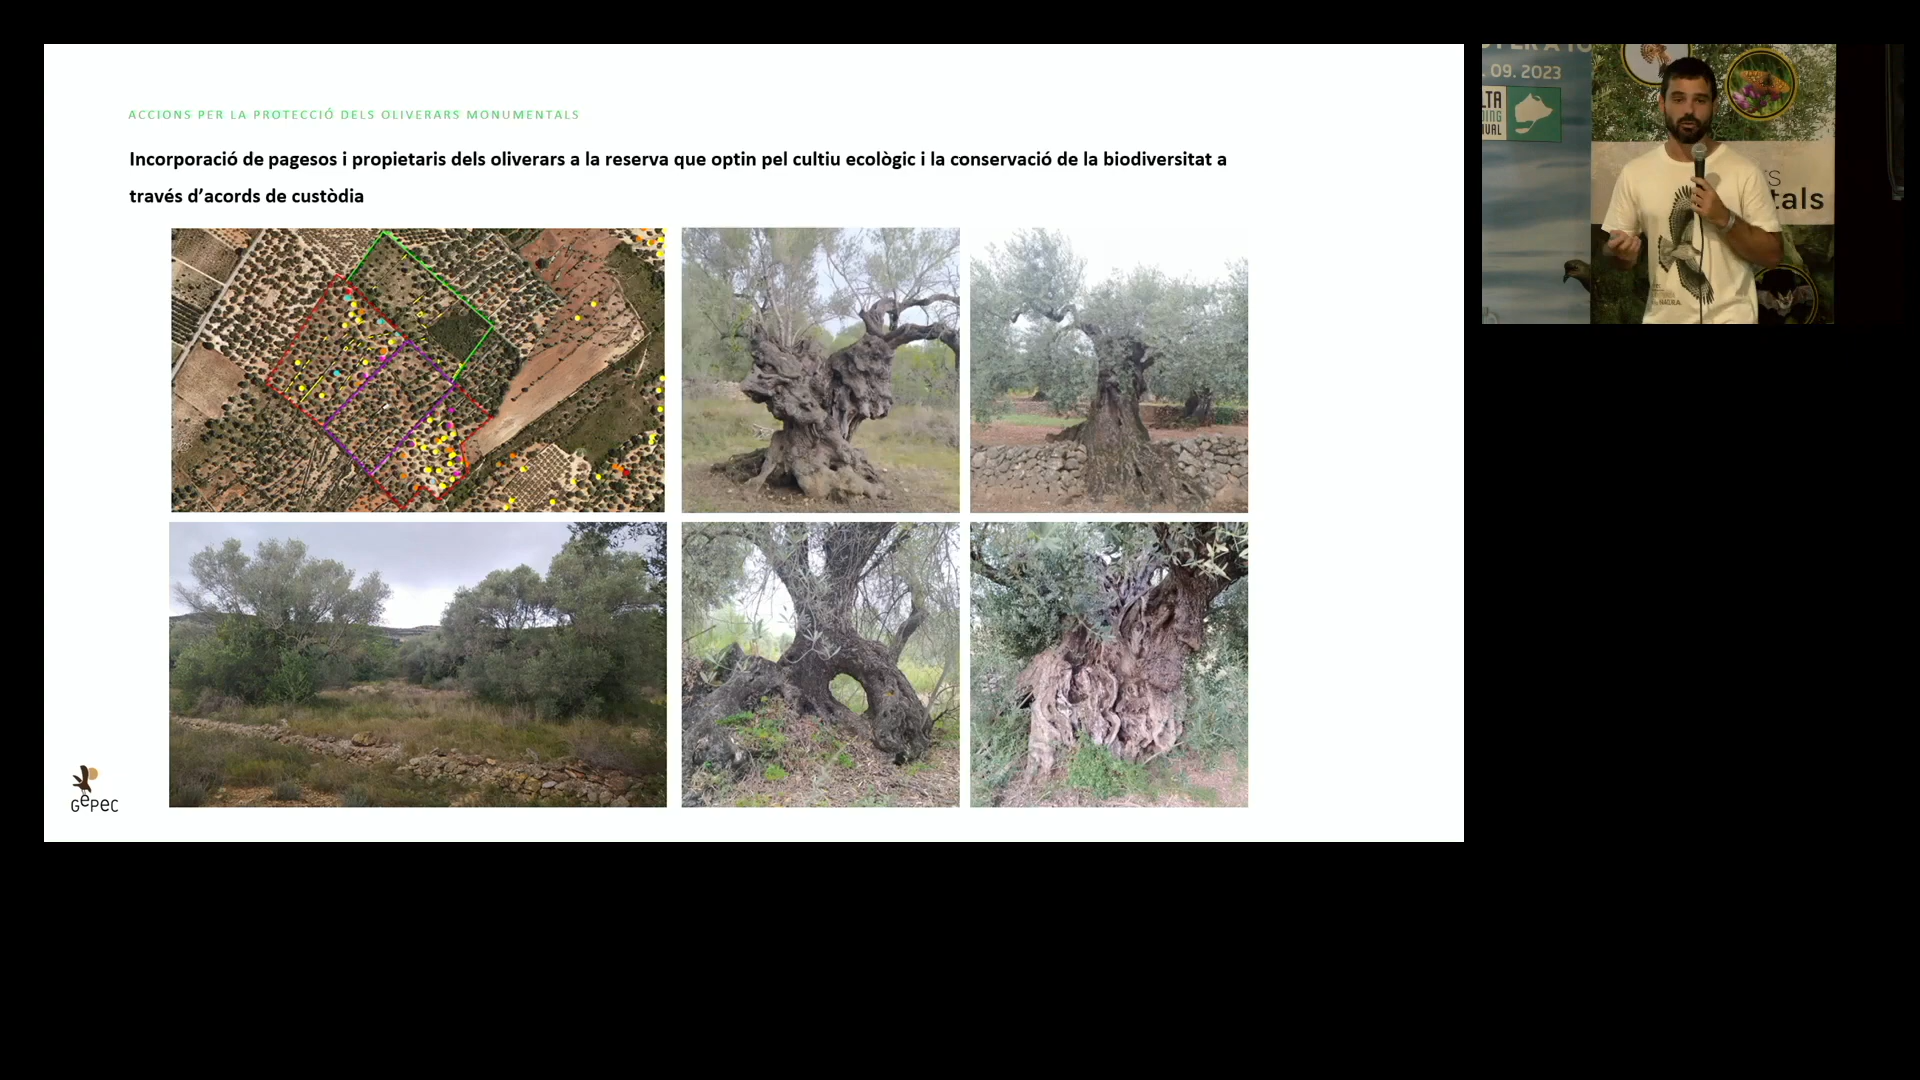 ACCIONS PER LA PROTECCIÓ DELS OLIVERARS MONUMENTALS
Incorporació de pagesos i propietaris dels oliverars a la reserva que optin pel cultiu ecològic i la conservació de la biodiversitat a
través d’acords de custòdia
GEPEC
09. 2023